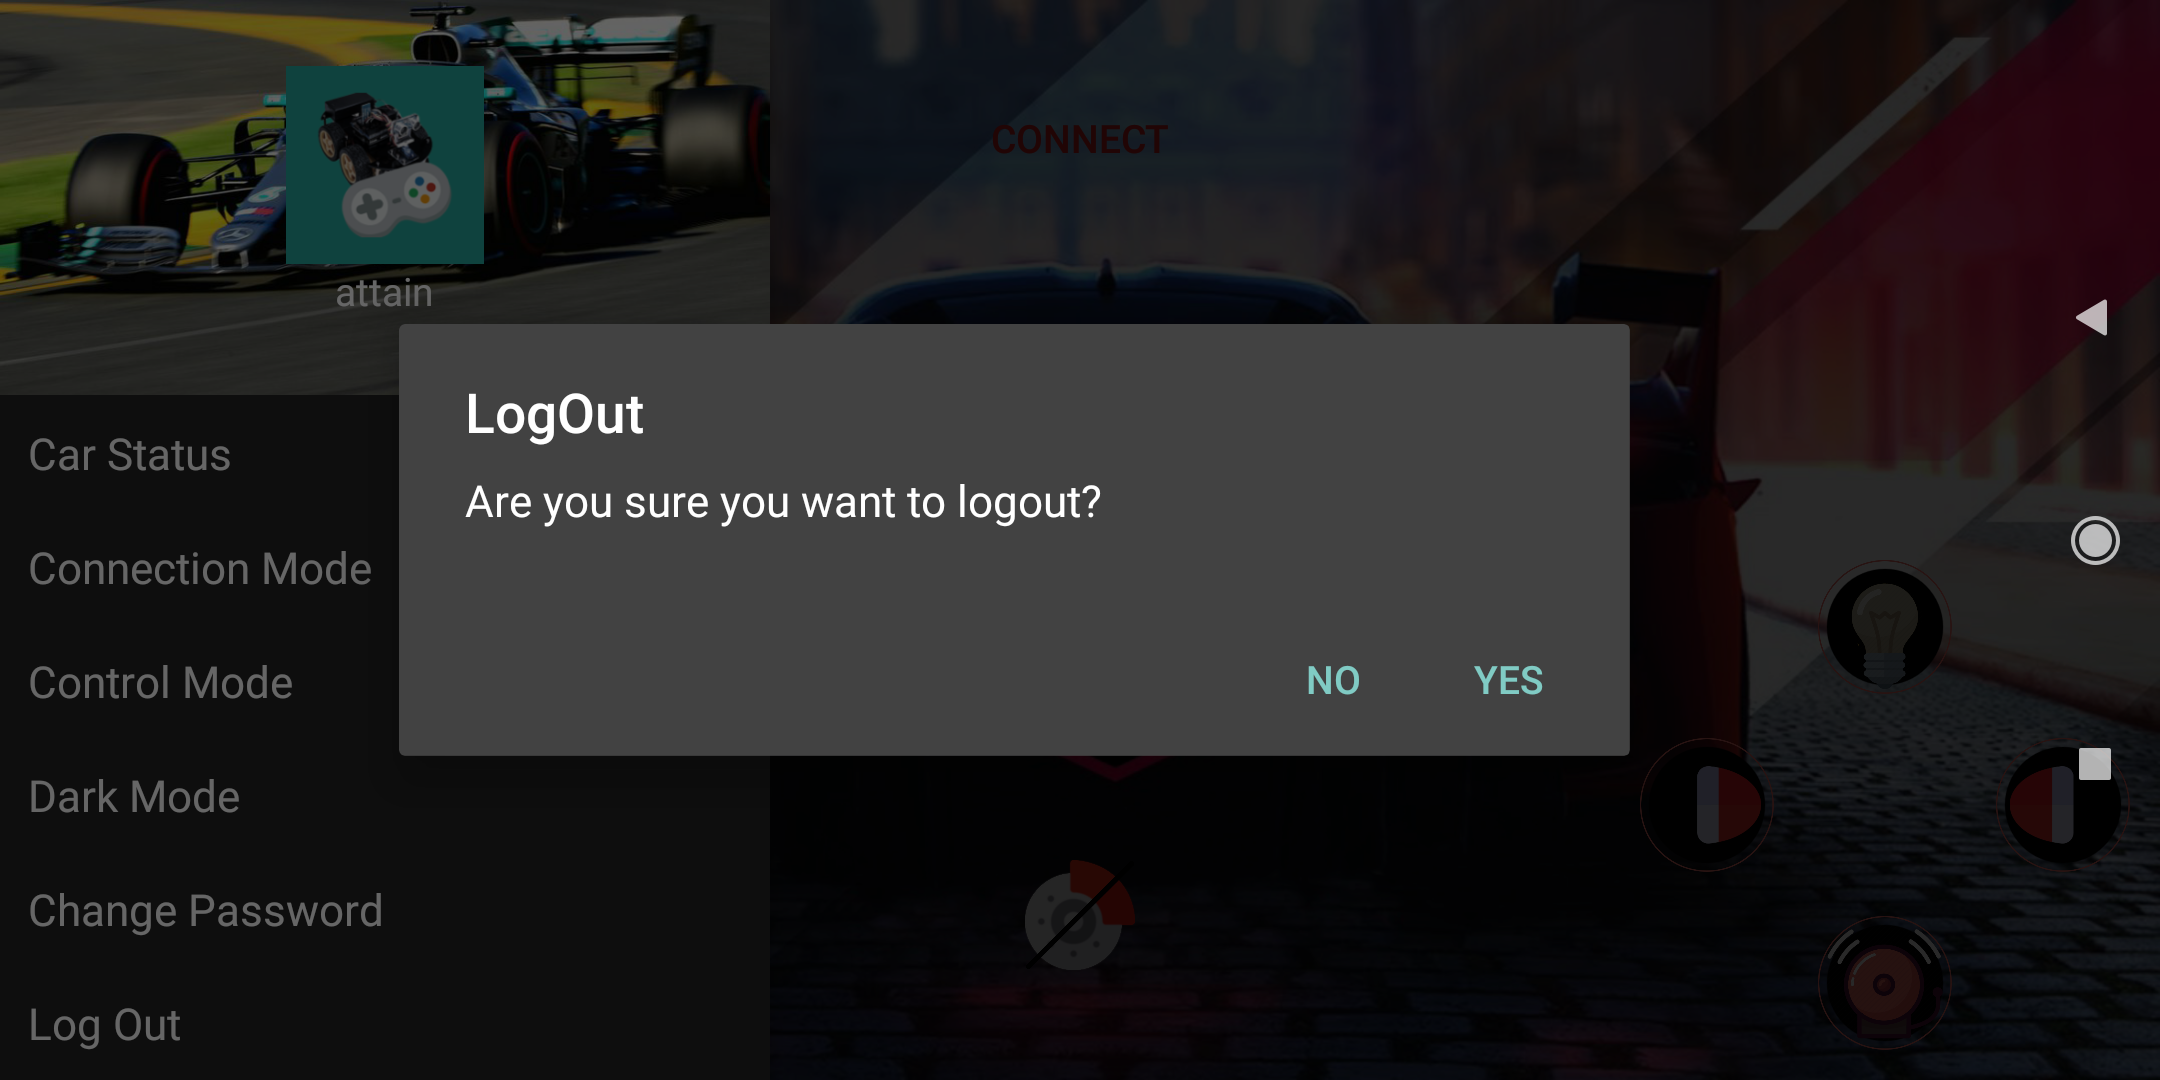 attain
CONNECT
LogOut
Are you sure you want to logout?
NO YES
Car Status
Connection Mode
Control Mode
Dark Mode
Change Password
Log Out